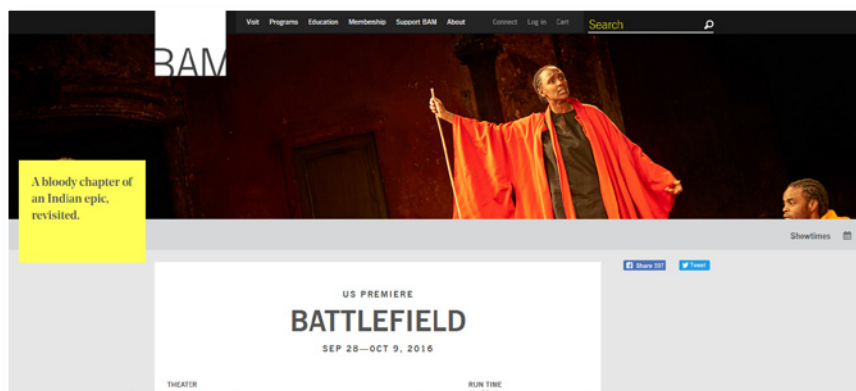 Visit Programs Education Membership Support BAM About Connect Log in Cart Search
BAM
A bloody chapter of
an Indian epic,
revisited.
Showtimes
Share 597 Tweet
US PREMIERE
BATTLEFIELD
SEP 28—OCT 9, 2016
THEATER RUN TIME